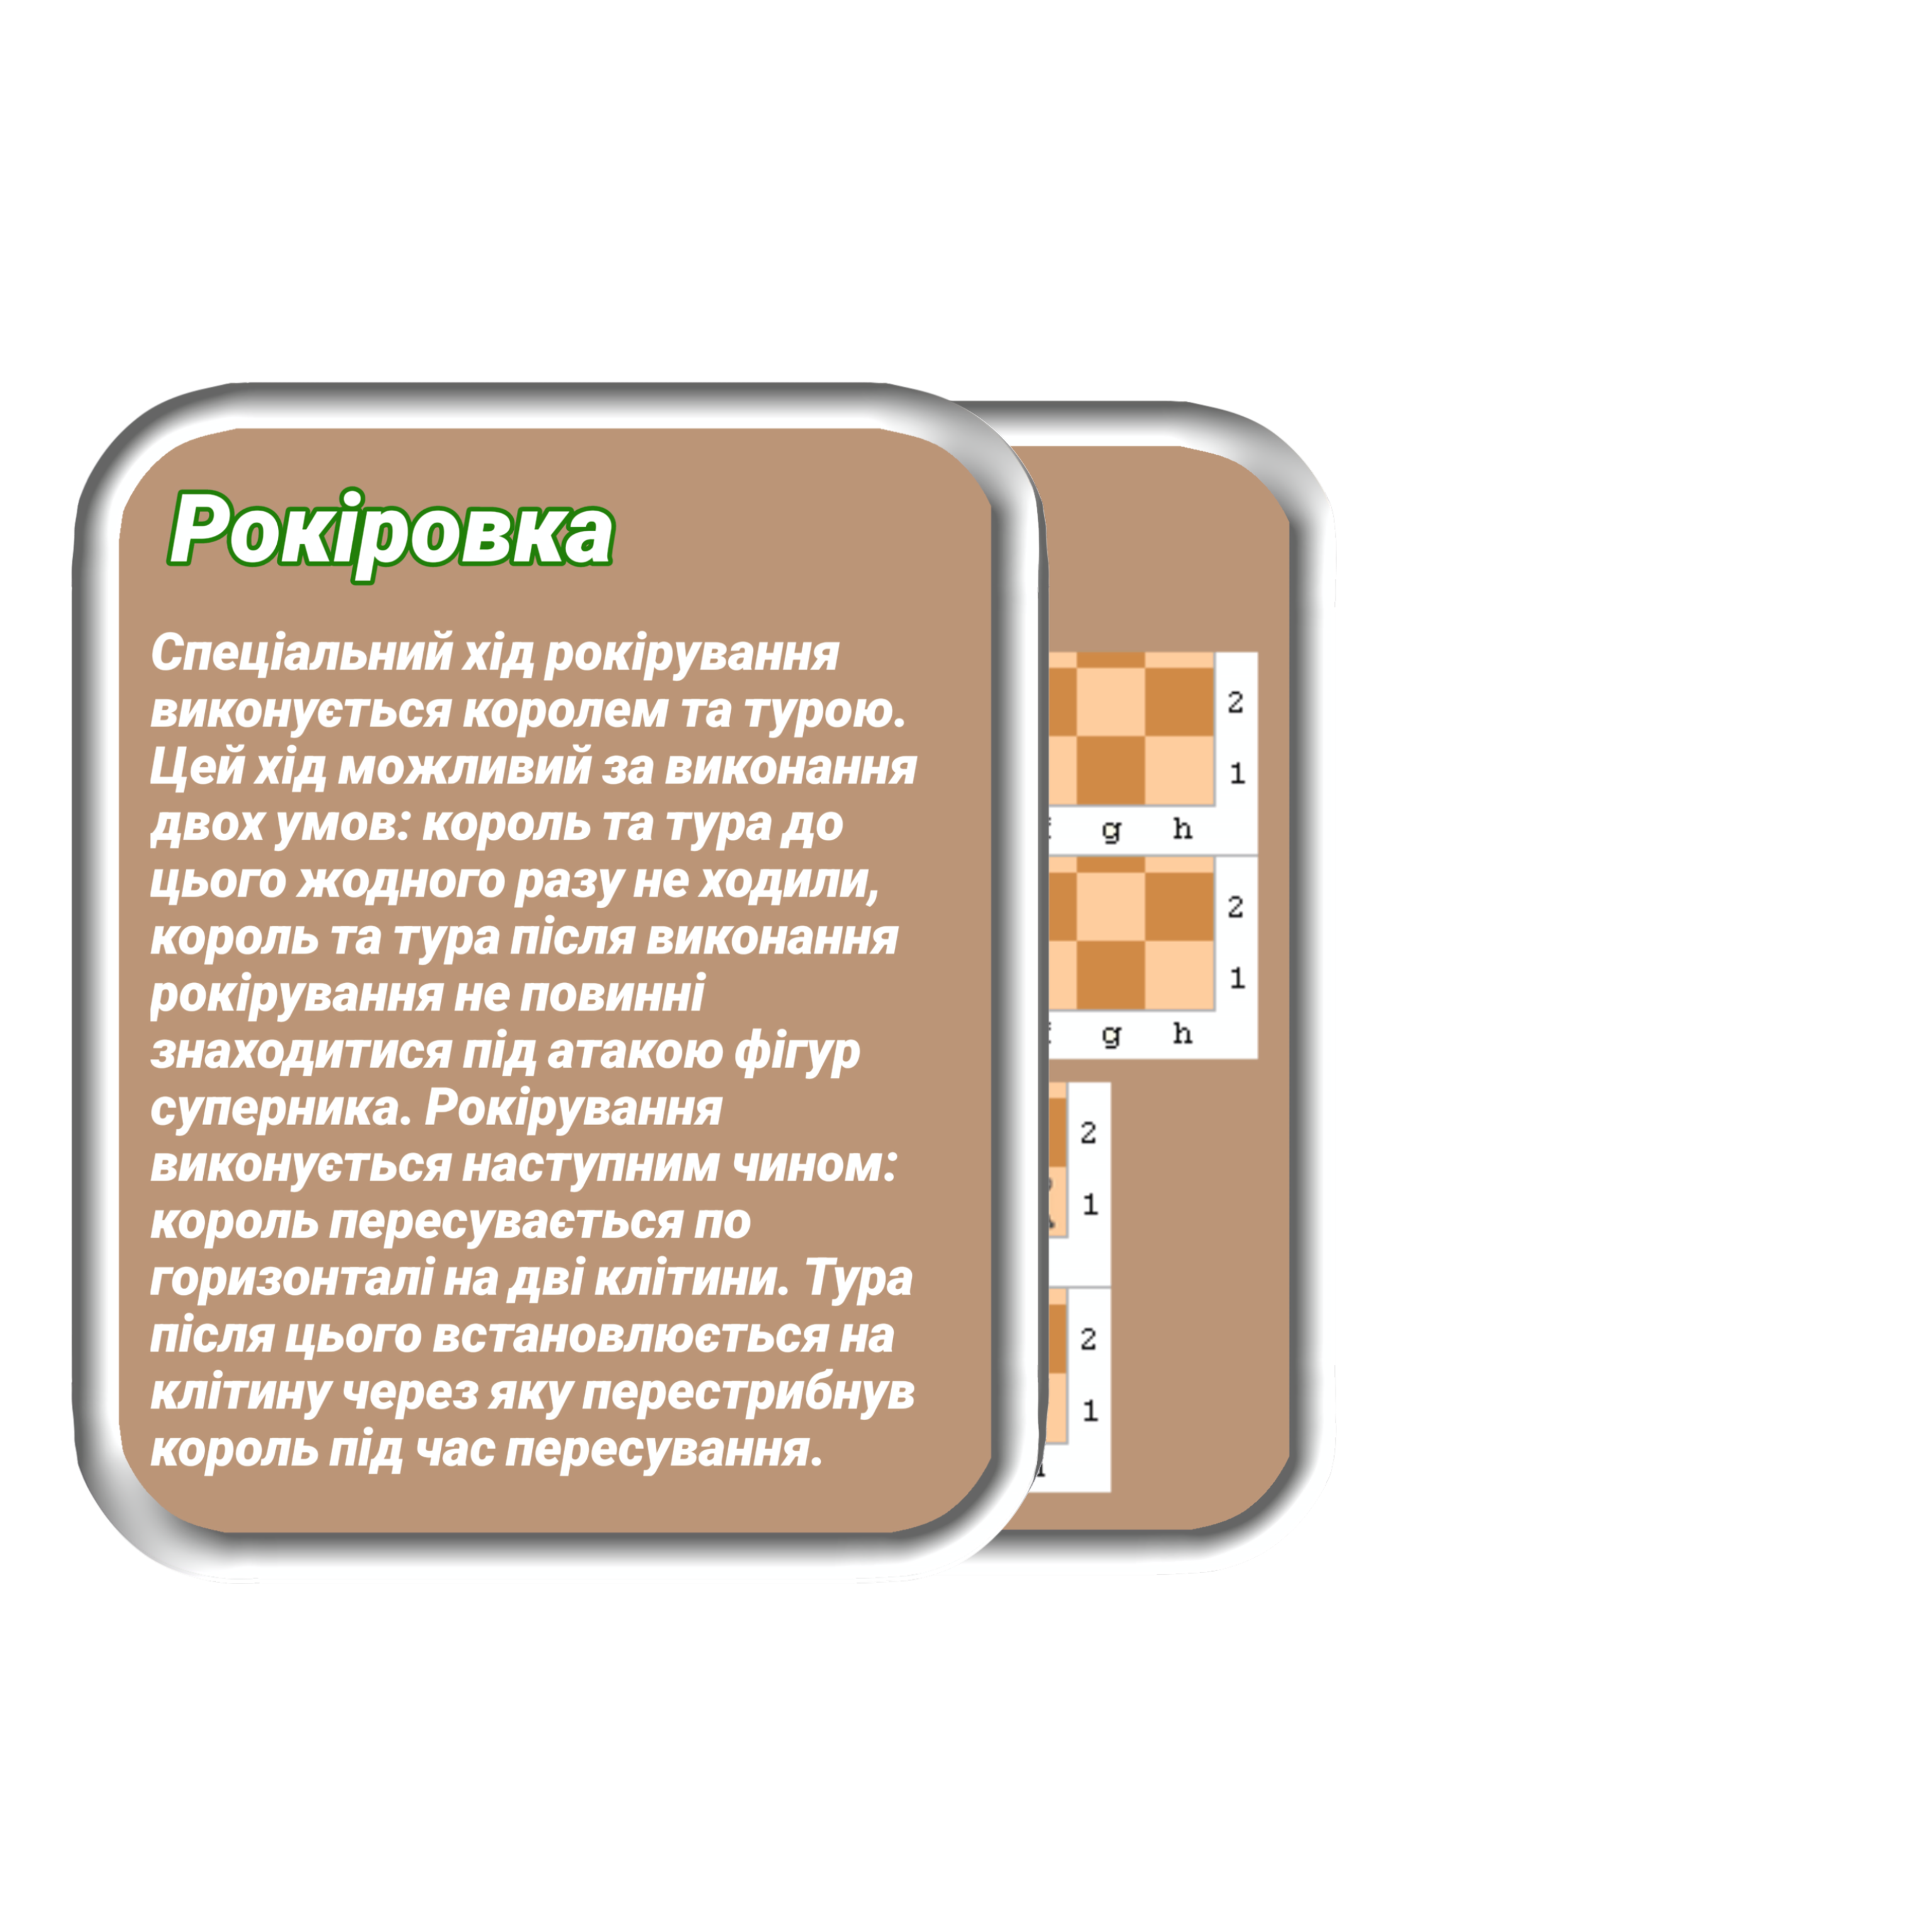 Рокіровка
Спеціальний хід рокірування
виконується королем та турою.
Цей хід можливий за виконання
двох умов: король та тура до
цього жодного разу не ходили,
король та тура після виконання
рокірування не повинні
знаходитися під атакою фігур
суперника. Рокірування
виконується наступним чином:
король пересувається по
горизонталі на дві клітини. Тура
після цього встановлюється на
клітину через яку перестрибнув
король під час пересування.
2
1
g h
2
1
g h
2
1
2
1